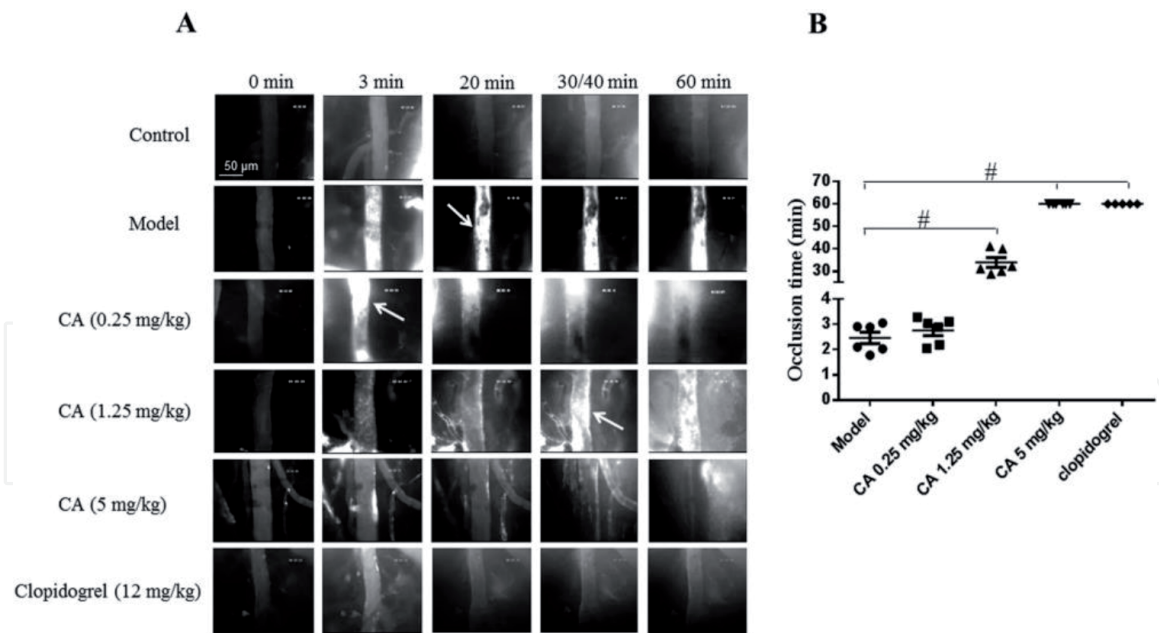 A
B
0 min 3 min 20 min 30/40 min 60 min
Control
50 µm
Model
CA (0.25 mg/kg)
CA (1.25 mg/kg)
CA (5 mg/kg)
Clopidogrel (12 mg/kg)
Occlusion time (min)
70
60
50
40
30
4
3
2
1
0
#
#
Model
CA 0.25 mg/kg
CA 1.25 mg/kg
CA 5 mg/kg
clopidogrel